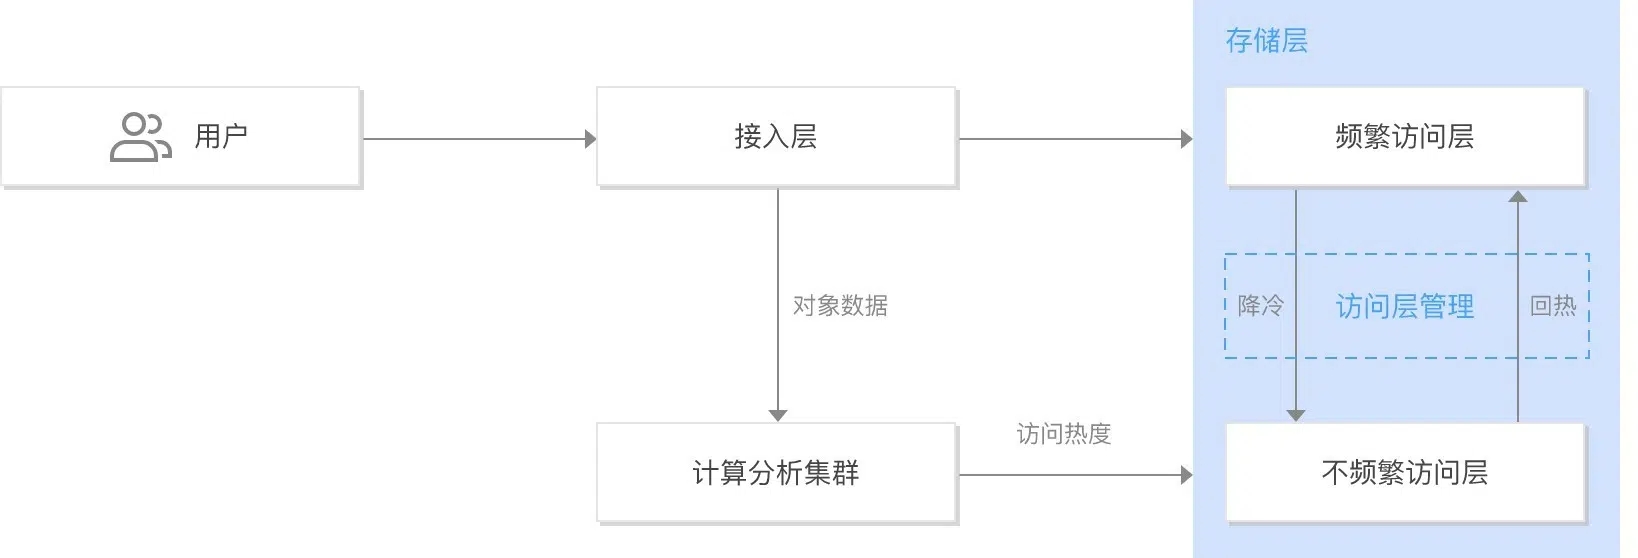 存储层
用户
接入层
频繁访问层
对象数据
降冷
访问层管理
回热
访问热度
计算分析集群
不频繁访问层